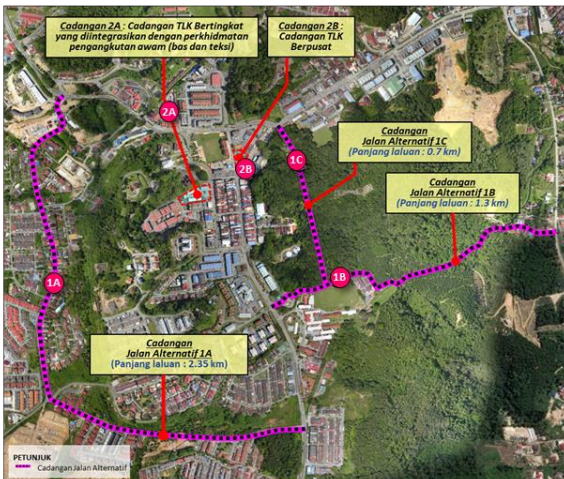 Cadangan 2A : Cadangan TLK Bertingkat
yang diintegrasikan dengan perkhidmatan
pengangkutan awam (bas dan teksi)
Cadangan 2B :
Cadangan TLK
Berpusat
2A
2B
1C
Cadangan
Jalan Alternatif 1C
(Panjang laluan : 0.7 km)
Cadangan
Jalan Alternatif 1B
(Panjang laluan : 1.3 km)
1A
1B
Cadangan
Jalan Alternatif 1A
(Panjang laluan : 2.35 km)
PETUNJUK
Cadangan Jalan Alternatif